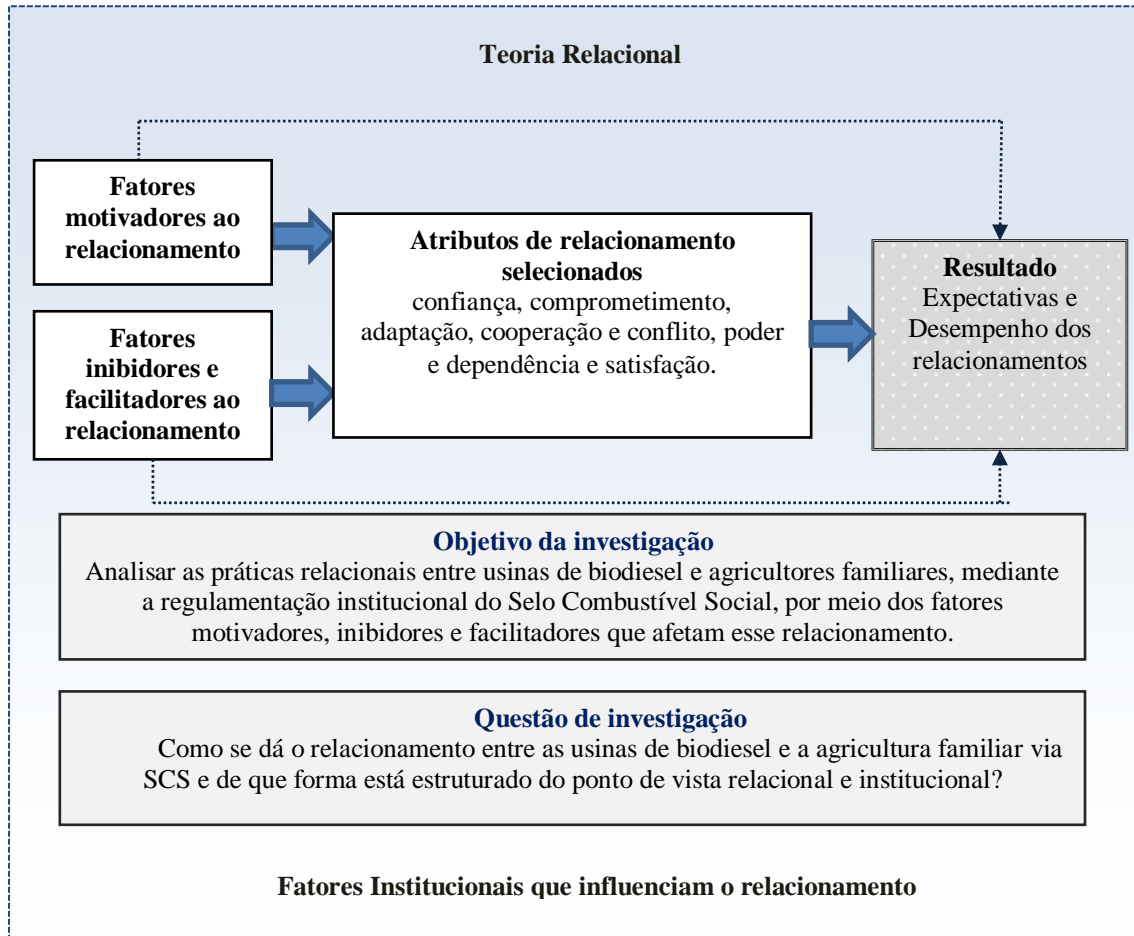 Teoria Relacional
Fatores
motivadores ao
relacionamento
Fatores
inibidores e
facilitadores ao
relacionamento
Atributos de relacionamento
selecionados
confiança, comprometimento,
adaptação, cooperação e conflito, poder
e dependência e satisfação.
Resultado
Expectativas e
Desempenho dos
relacionamentos
Objetivo da investigação
Analisar as práticas relacionais entre usinas de biodiesel e agricultores familiares, mediante
a regulamentação institucional do Selo Combustível Social, por meio dos fatores
motivadores, inibidores e facilitadores que afetam esse relacionamento.
Questão de investigação
Como se dá o relacionamento entre as usinas de biodiesel e a agricultura familiar via
SCS e de que forma está estruturado do ponto de vista relacional e institucional?
Fatores Institucionais que influenciam o relacionamento